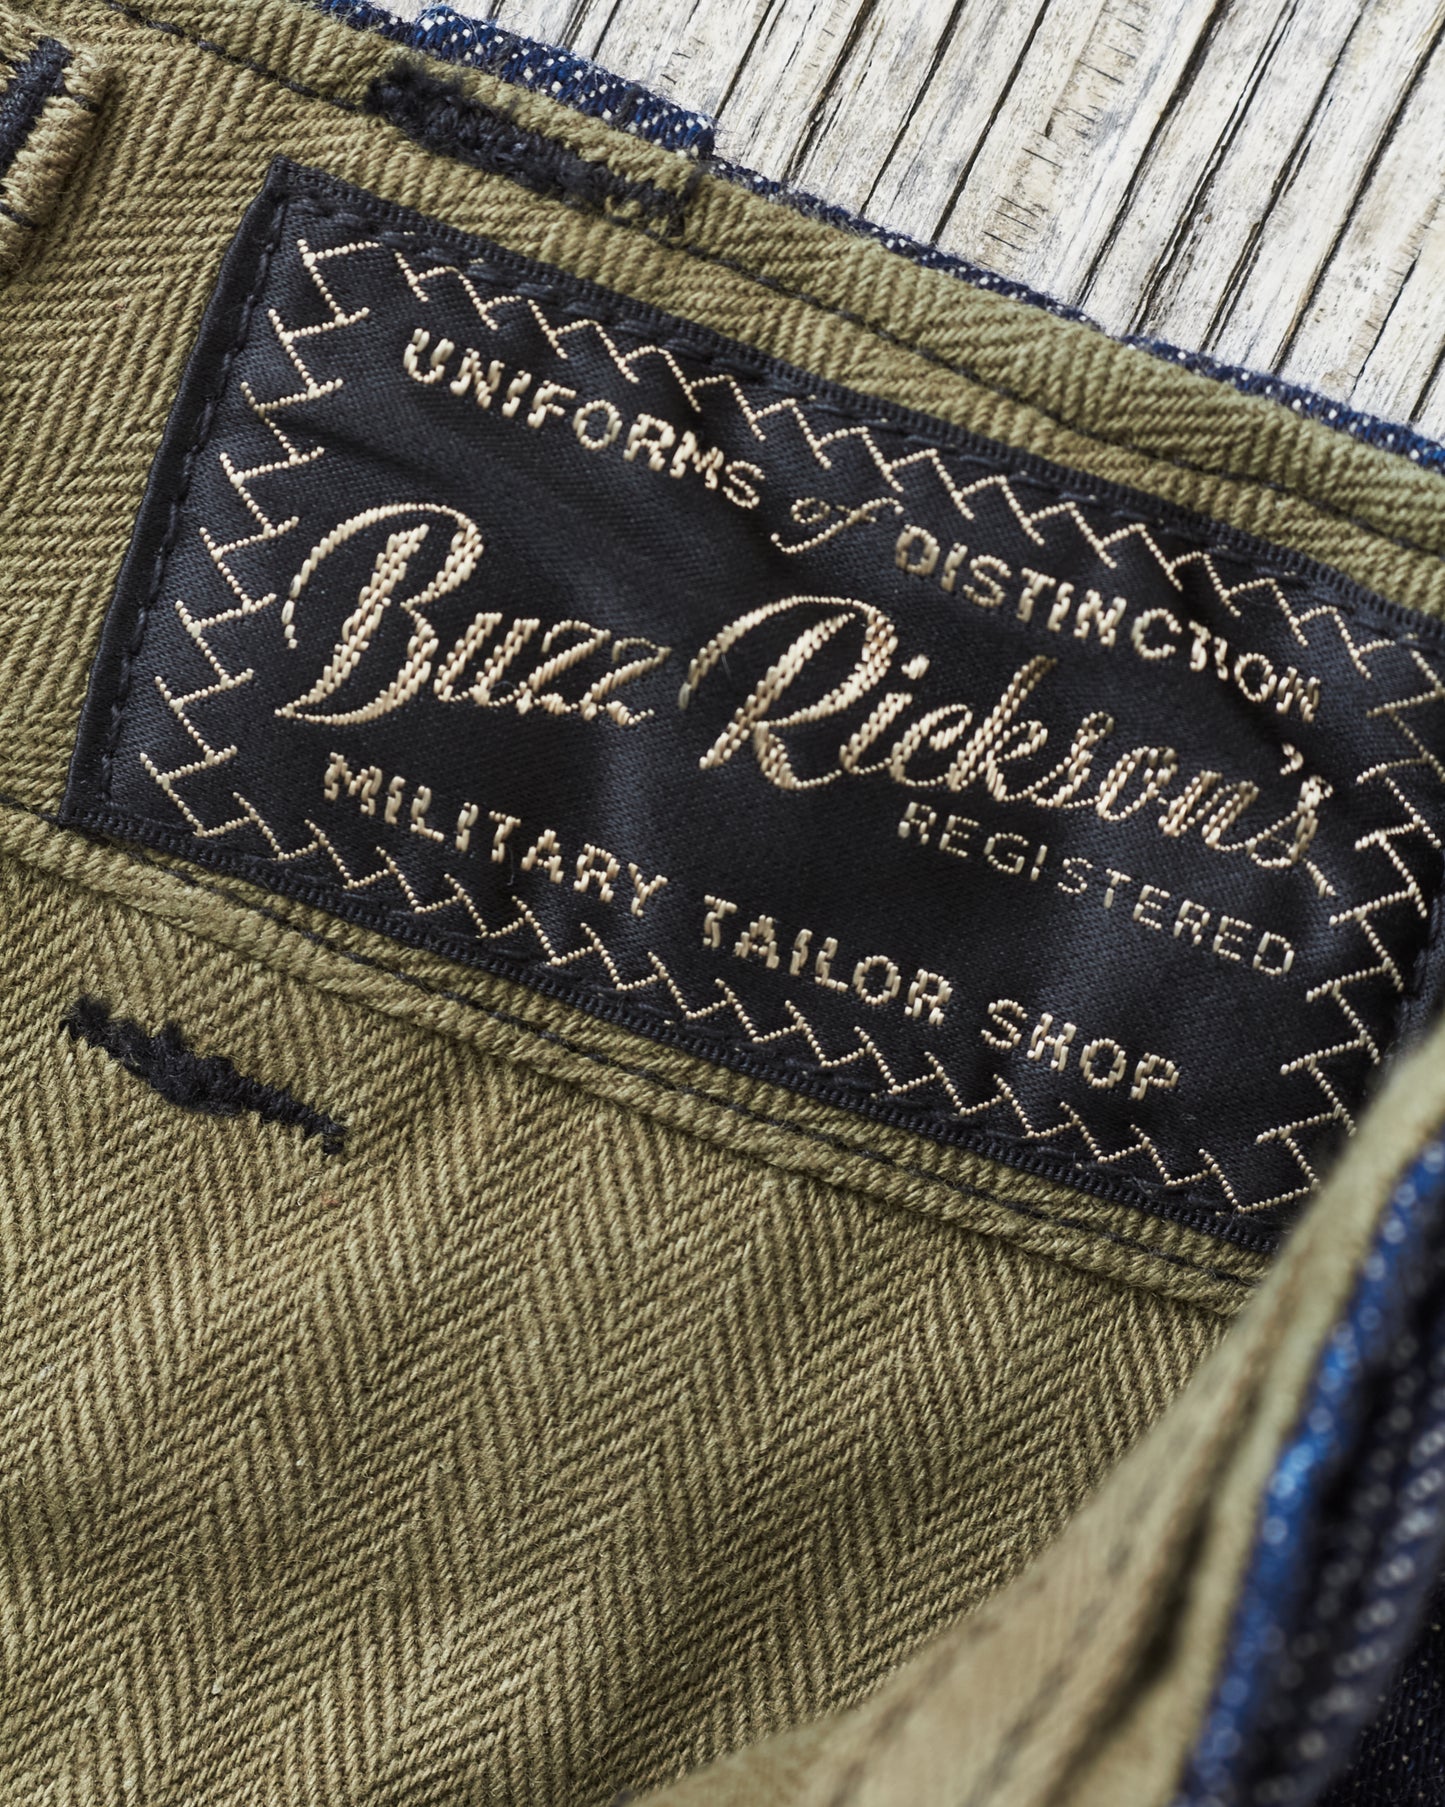 UNIFORMS of DISTINCTION
Buzz Rickson's
REGISTERED
MILITARY TAILOR SHOP